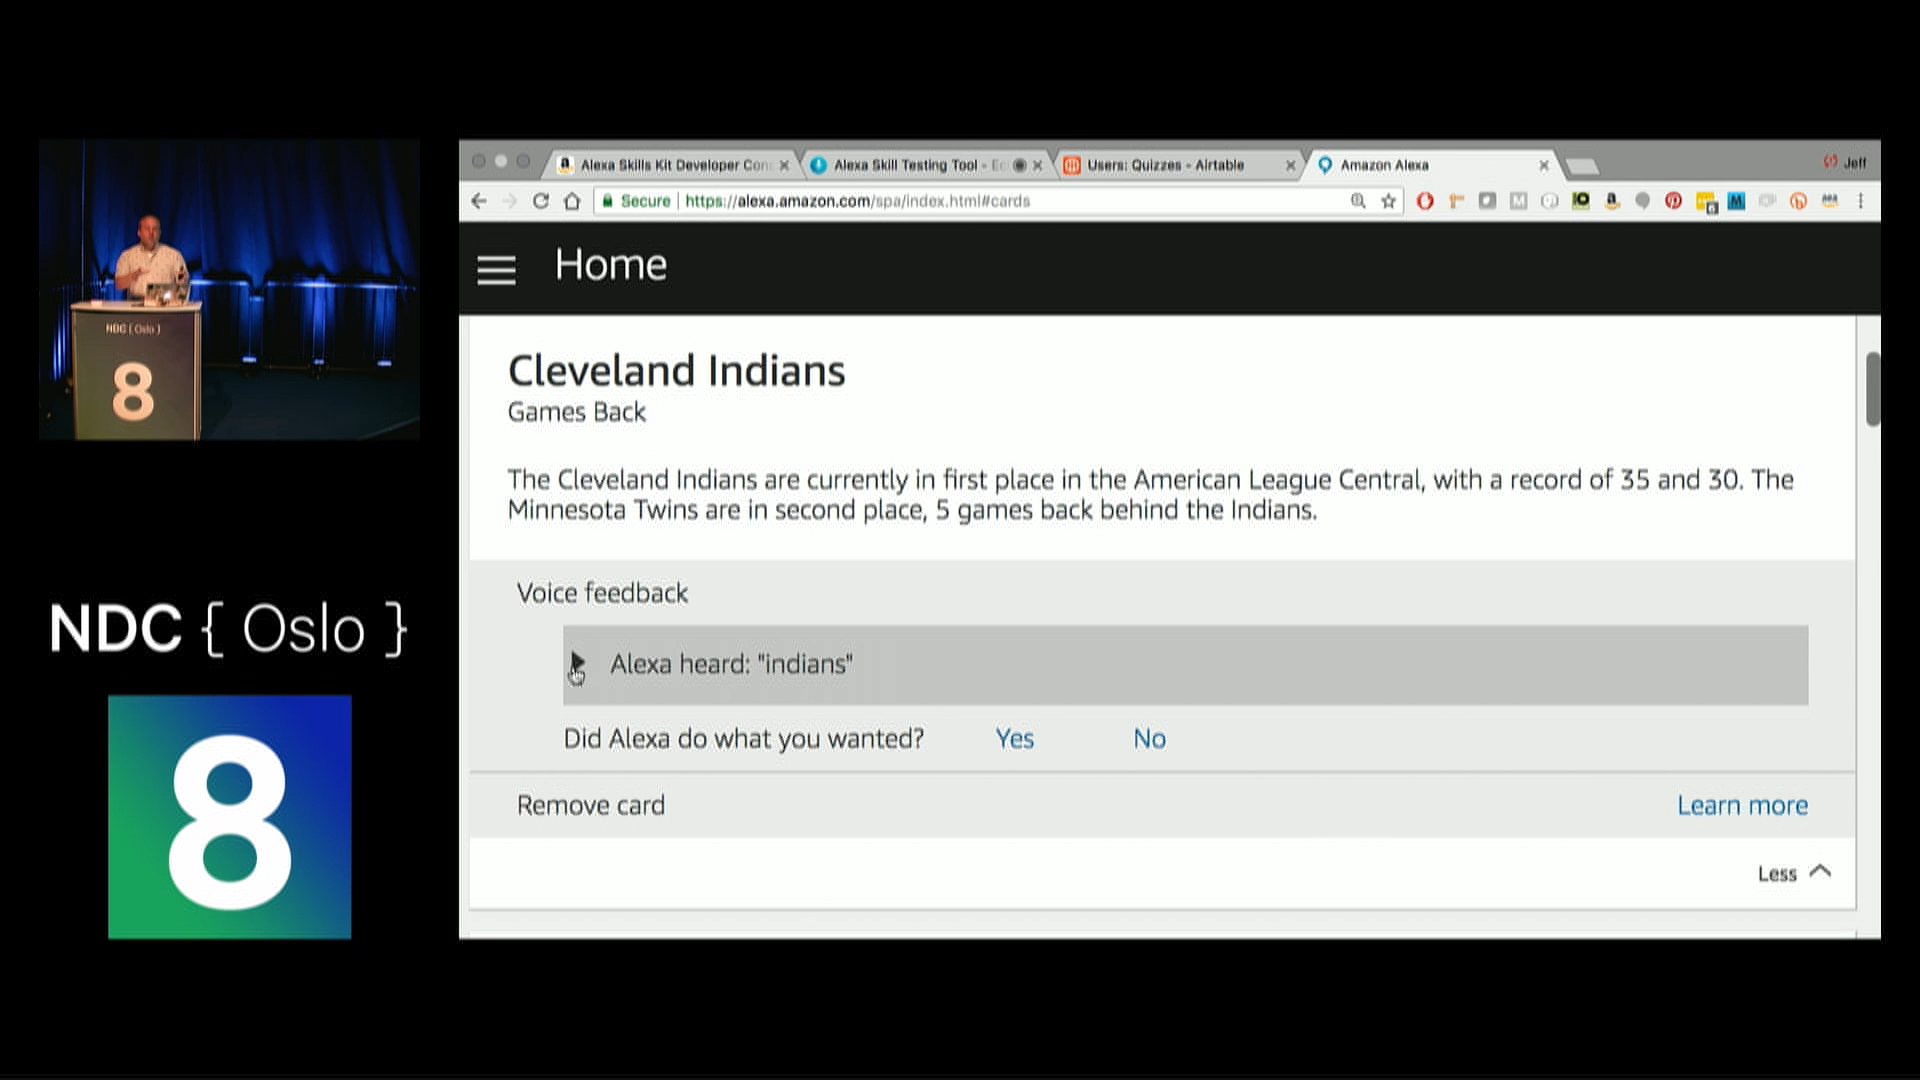 NDC { Oslo }
8
NDC { Oslo }
8
Alexa Skills Kit Developer Con
Alexa Skill Testing Tool - Ec
Users: Quizzes - Airtable
Amazon Alexa
Jeff
Secure
https://alexa.amazon.com/spa/index.html#cards
Home
Cleveland Indians
Games Back
The Cleveland Indians are currently in first place in the American League Central, with a record of 35 and 30. The
Minnesota Twins are in second place, 5 games back behind the Indians.
Voice feedback
Alexa heard: "indians"
Did Alexa do what you wanted? Yes No
Remove card
Learn more
Less